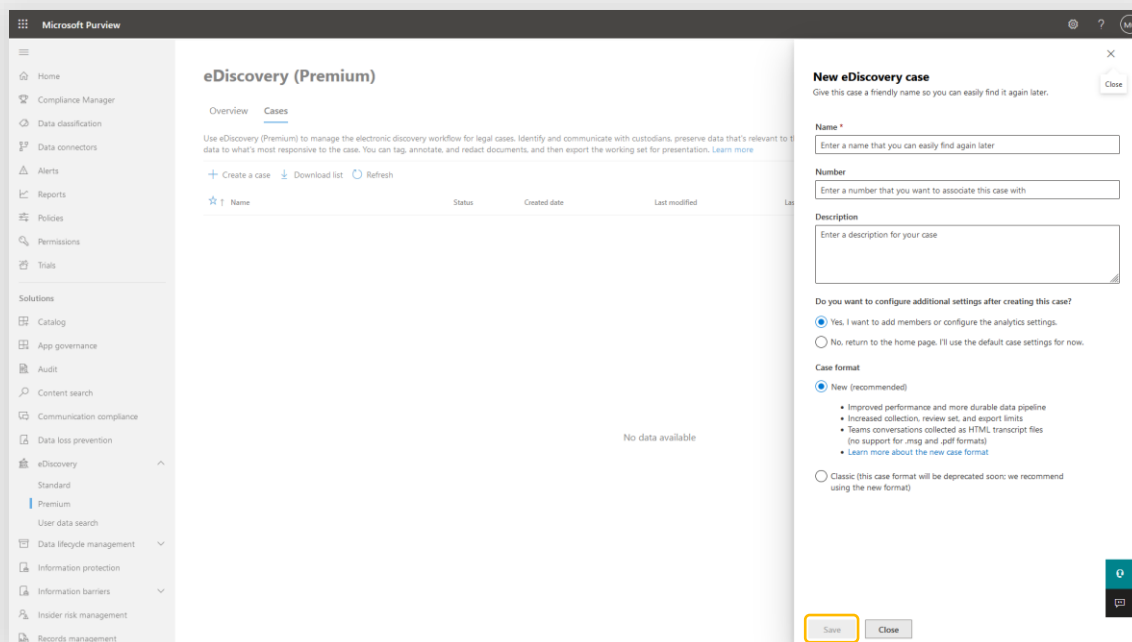 Microsoft Purview
?
Home
Compliance Manager
Data classification
Data connectors
Alerts
Reports
Policies
Permissions
Trials
Solutions
Catalog
App governance
Audit
Content search
Communication compliance
Data loss prevention
eDiscovery
Standard
Premium
User data search
Data lifecycle management
Information protection
Information barriers
Insider risk management
Records management
eDiscovery (Premium)
Overview Cases
Use eDiscovery (Premium) to manage the electronic discovery workflow for legal cases. Identify and communicate with custodians, preserve data that's relevant to
data to what's most responsive to the case. You can tag, annotate, and redact documents, and then export the working set for presentation. Learn more
+ Create a case Download list Refresh
Name Status Created date Last modified
No data available
Close
New eDiscovery case
Give this case a friendly name so you can easily find it again later.
Name *
Enter a name that you can easily find again later
Number
Enter a number that you want to associate this case with
Description
Enter a description for your case
Do you want to configure additional settings after creating this case?
Yes, I want to add members or configure the analytics settings.
No, return to the home page. I'll use the default case settings for now.
Case format
New (recommended)
• Improved performance and more durable data pipeline
• Increased collection, review set, and export limits
• Teams conversations collected as HTML transcript files
(no support for .msg and .pdf formats)
• Learn more about the new case format
Classic (this case format will be deprecated soon; we recommend
using the new format)
Save Close